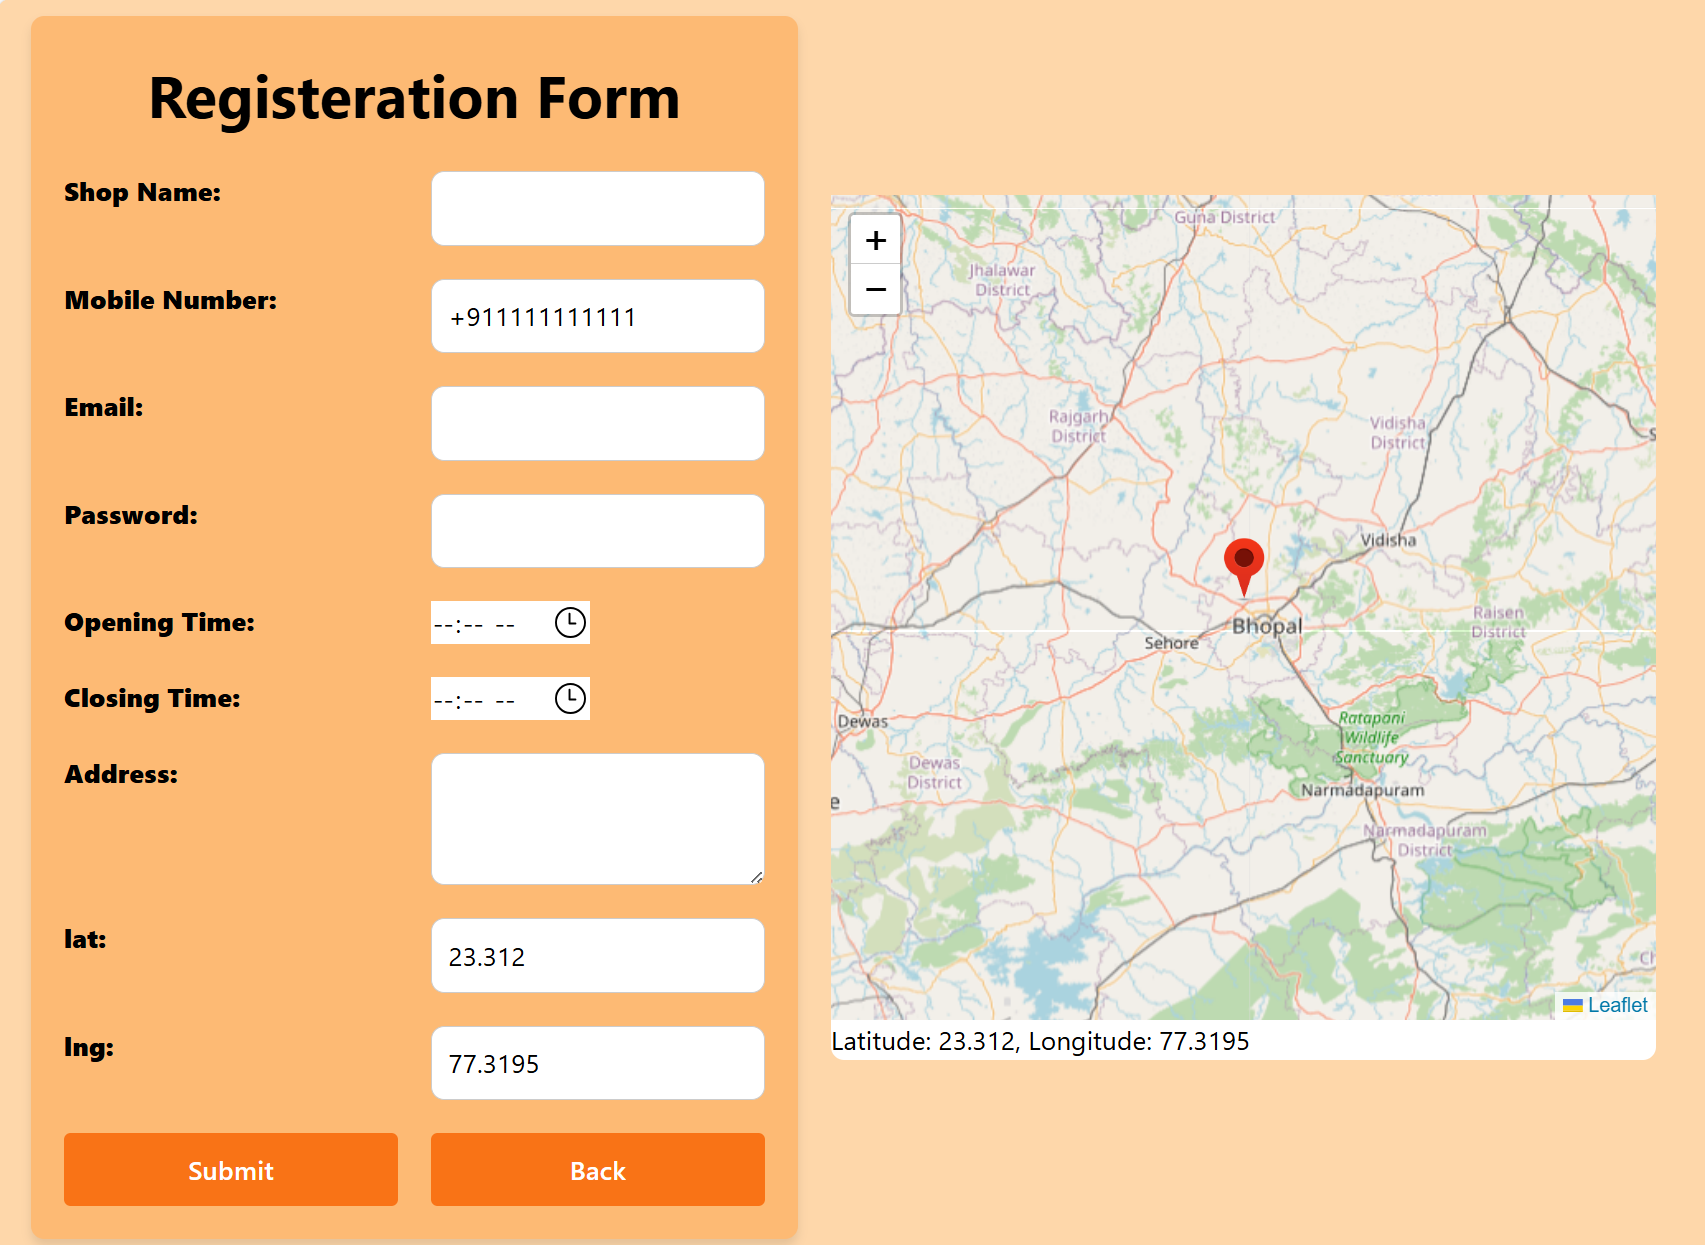 Registeration Form
Shop Name:
Mobile Number:
+911111111111
Email:
Password:
Opening Time:
--:-- --
Closing Time:
--:-- --
Address:
lat:
23.312
lng:
77.3195
Submit
Back
+
−
Guna District
Jhalawar
District
Rajgarh
District
Vidisha
District
Vidisha
Bhopal
Sehore
Raisen
District
Dewas
Ratapani
Wildlife
Sanctuary
Dewas
District
Narmadapuram
Narmadapuram
District
Leaflet
Latitude: 23.312, Longitude: 77.3195